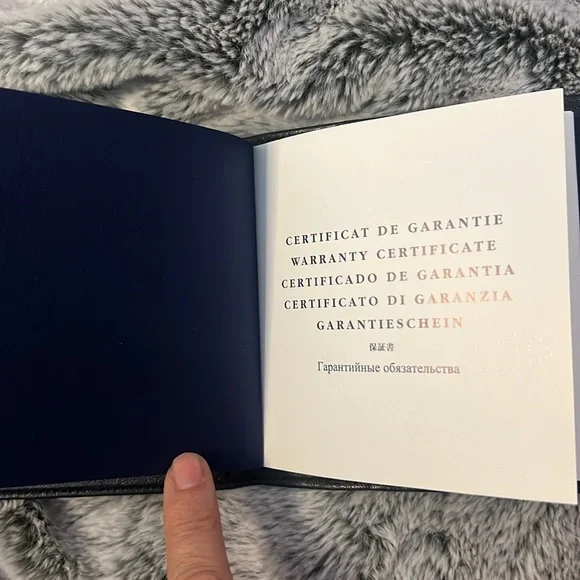 CERTIFICAT DE GARANTIE
WARRANTY CERTIFICATE
CERTIFICADO DE GARANTIA
CERTIFICATO DI GARANZIA
GARANTIESCHEIN
保証書
Гарантийные обязательства